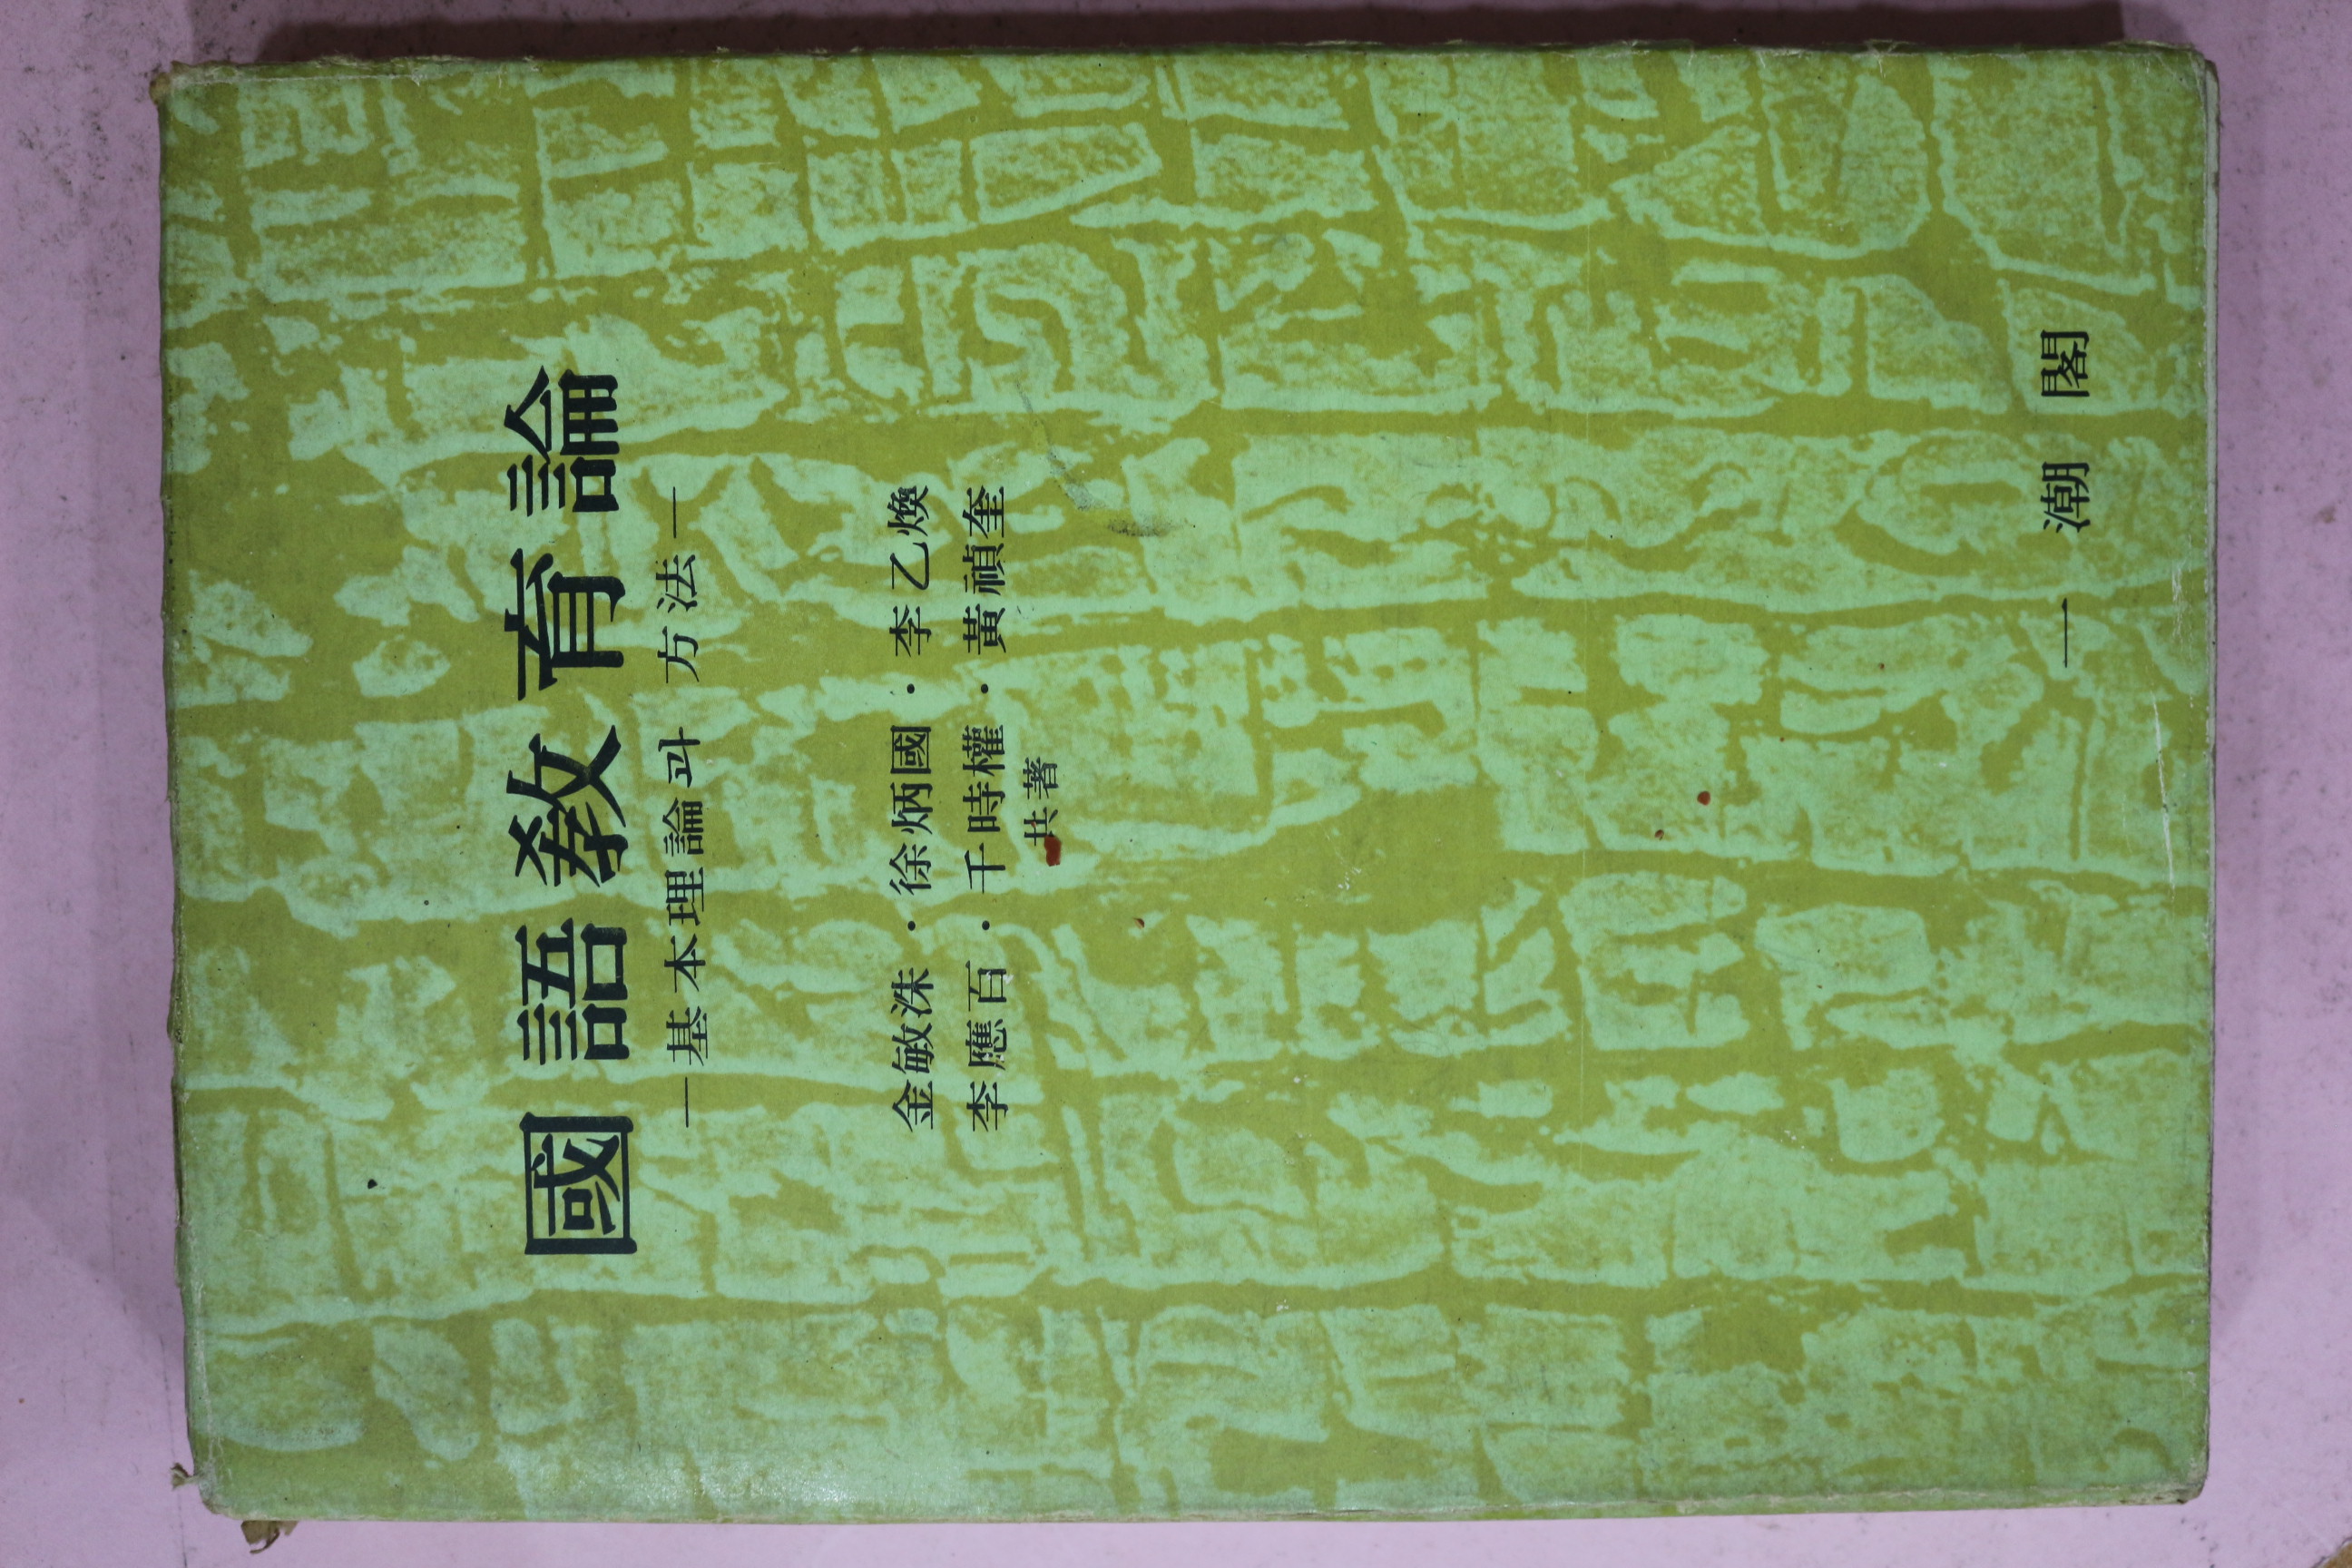 國語教育論
―基本理論과 方法―
金敏洙・徐炳國・李乙煥
李應百・千時權・黃禎奎
共著
一潮閣